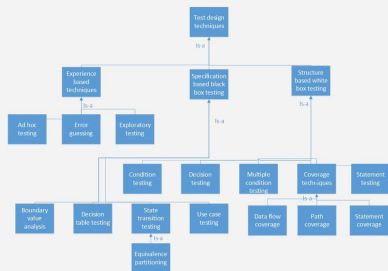 Test design
techniques
Is-a
Experience
based
techniques
Specification
based black
box testing
Structure
based white
box testing
Is-a
Is-a
Is-a
Ad hoc
testing
Error
guessing
Exploratory
testing
Condition
testing
Decision
testing
Multiple
condition
testing
Coverage
techniques
Statement
testing
Is-a
Boundary
value
analysis
Decision
table testing
State
transition
testing
Use case
testing
Data flow
coverage
Path
coverage
Statement
coverage
Is-a
Equivalence
partitioning